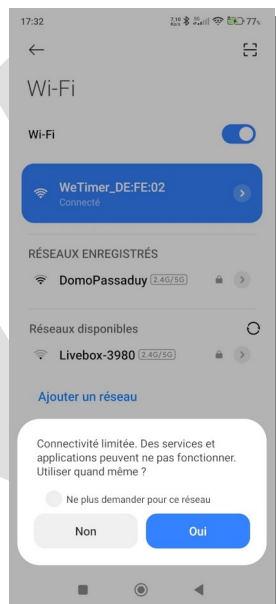 17:32
7.10 77%
Wi-Fi
Wi-Fi
WeTimer_DE:FE:02
Connecté
RÉSEAUX ENREGISTRÉS
DomoPassaduy 2.4G/5G
Réseaux disponibles
Livebox-3980 2.4G/5G
Ajouter un réseau
Connectivité limitée. Des services et
applications peuvent ne pas fonctionner.
Utiliser quand même ?
Ne plus demander pour ce réseau
Non
Oui